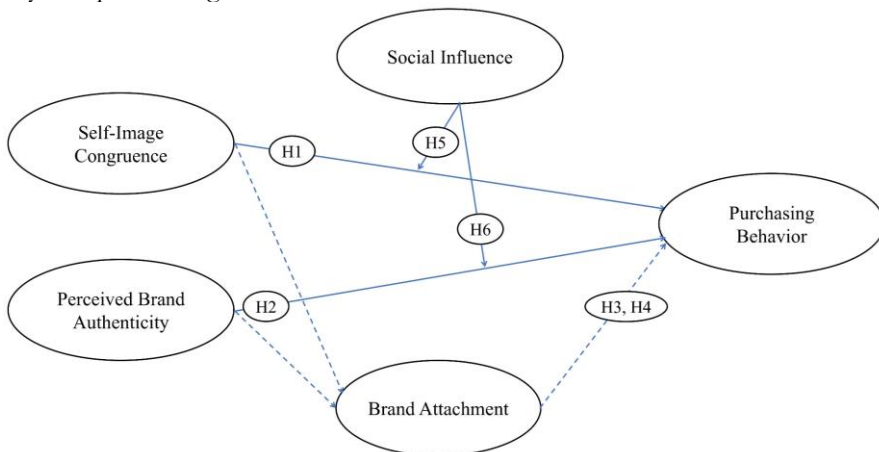 Social Influence
Self-Image
Congruence
H1
H5
Purchasing
Behavior
H6
Perceived Brand
Authenticity
H2
H3, H4
Brand Attachment